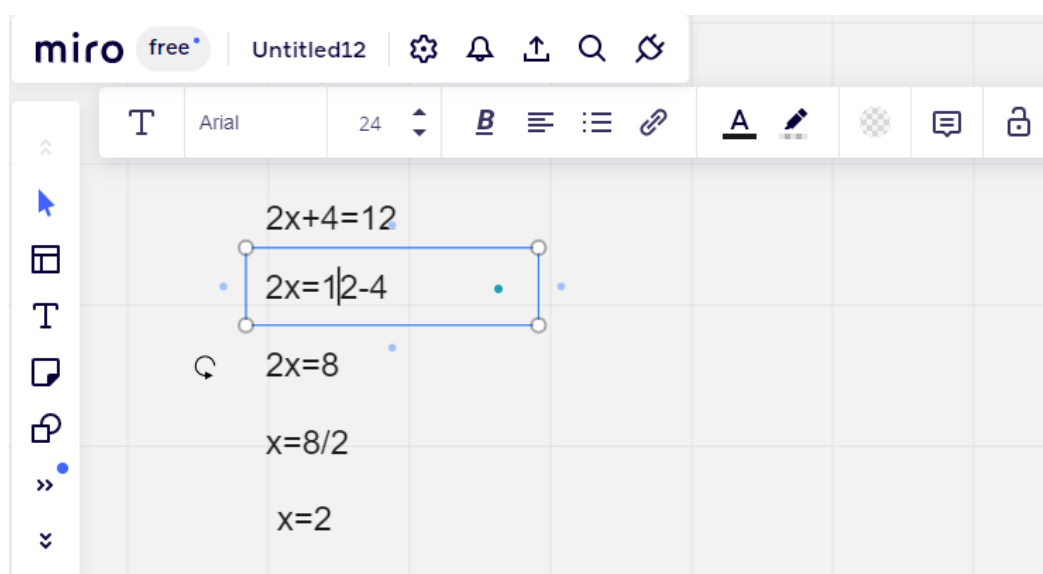 miro free Untitled12
Arial 24 B A
2x+4=12
2x=12-4
2x=8
x=8/2
x=2